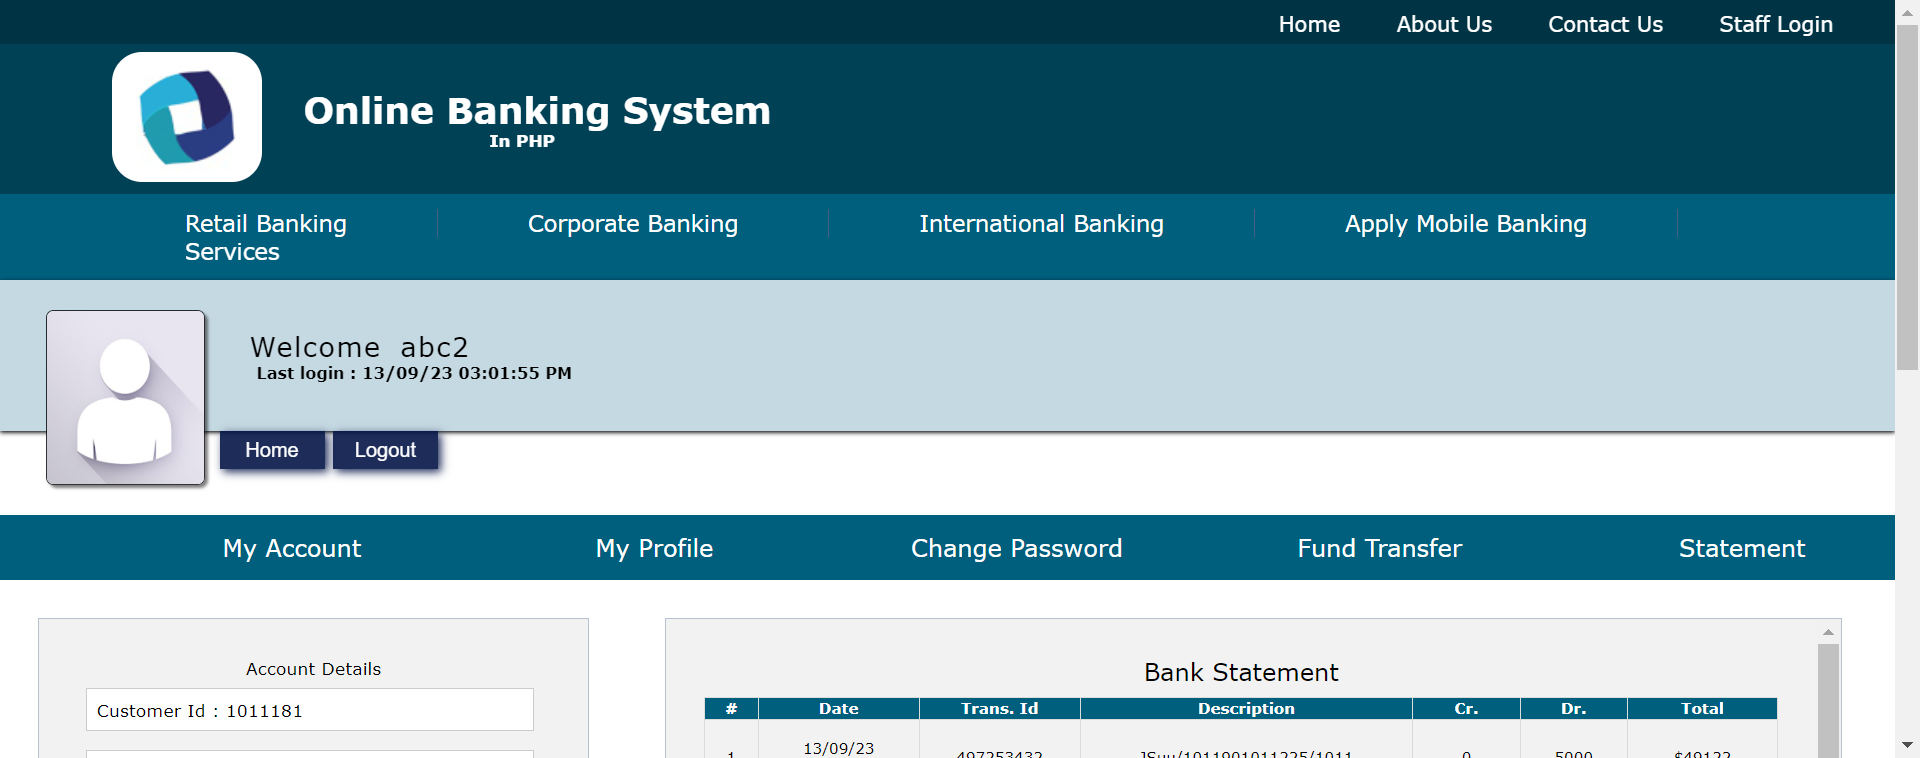 Home About Us Contact Us Staff Login
Online Banking System
In PHP
Retail Banking Corporate Banking International Banking Apply Mobile Banking
Services
Welcome abc2
Last login : 13/09/23 03:01:55 PM
Home Logout
My Account My Profile Change Password Fund Transfer Statement
Account Details
Customer Id : 1011181
Bank Statement
# Date Trans. Id Description Cr. Dr. Total
13/09/23
1 0 5000 $49122